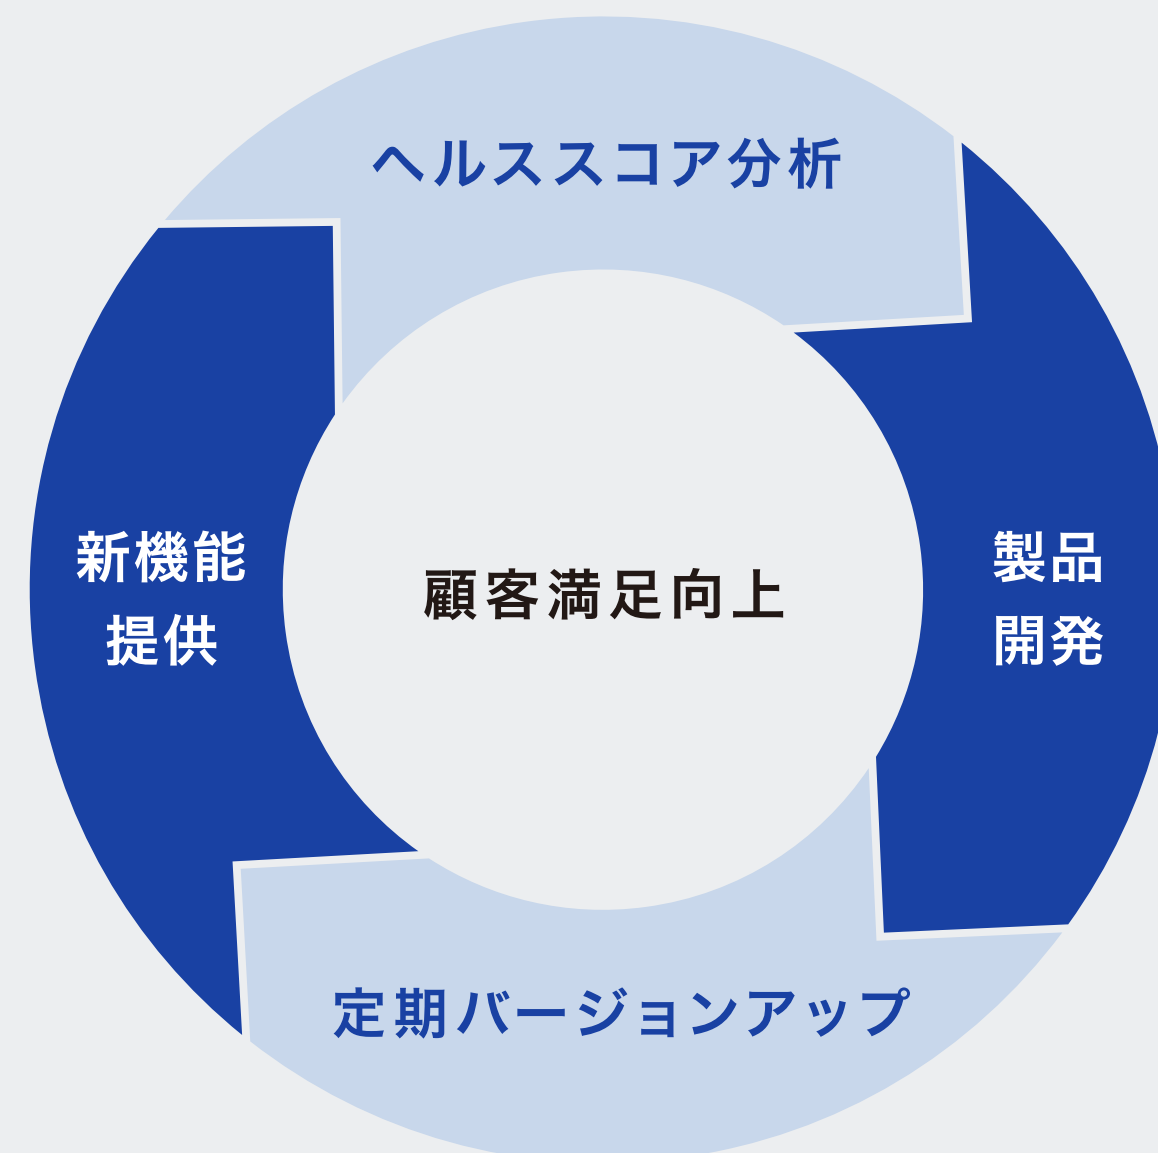 ヘルススコア分析
新機能
提供
顧客満足向上
製品
開発
定期バージョンアップ